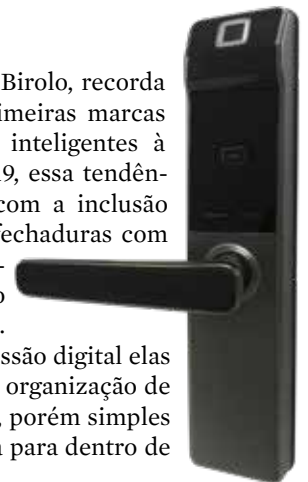 Birolo, recorda
imeiras marcas
inteligentes à
19, essa tendên-
com a inclusão
fechaduras com
-
o
.
ssão digital elas
organização de
, porém simples
para dentro de